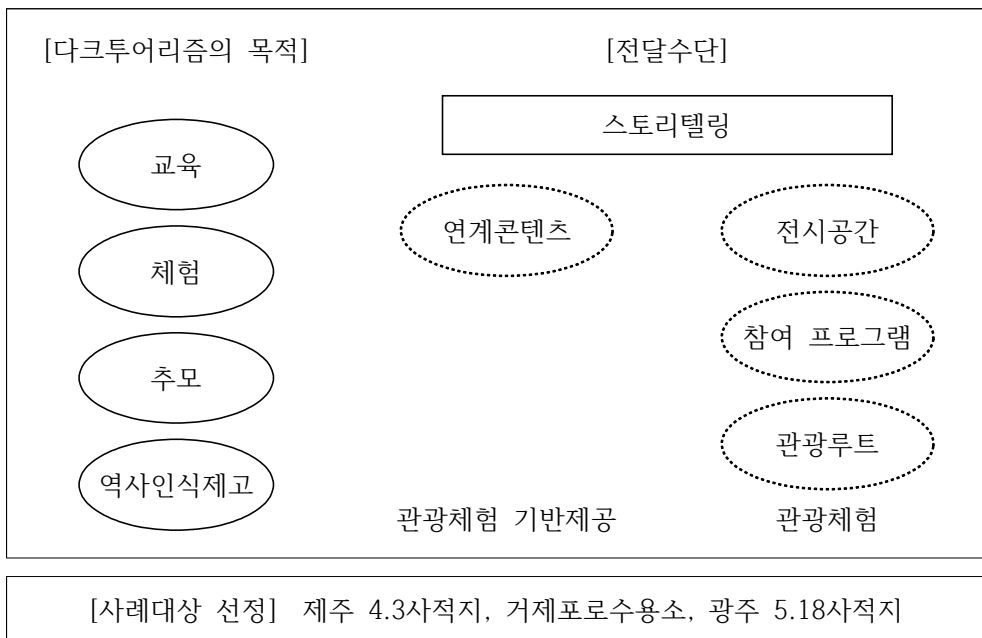 [다크투어리즘의 목적]
[전달수단]
스토리텔링
교육
체험
추모
역사인식제고
연계콘텐츠
관광체험 기반제공
전시공간
참여 프로그램
관광루트
관광체험
[사례대상 선정] 제주 4.3사적지, 거제포로수용소, 광주 5.18사적지